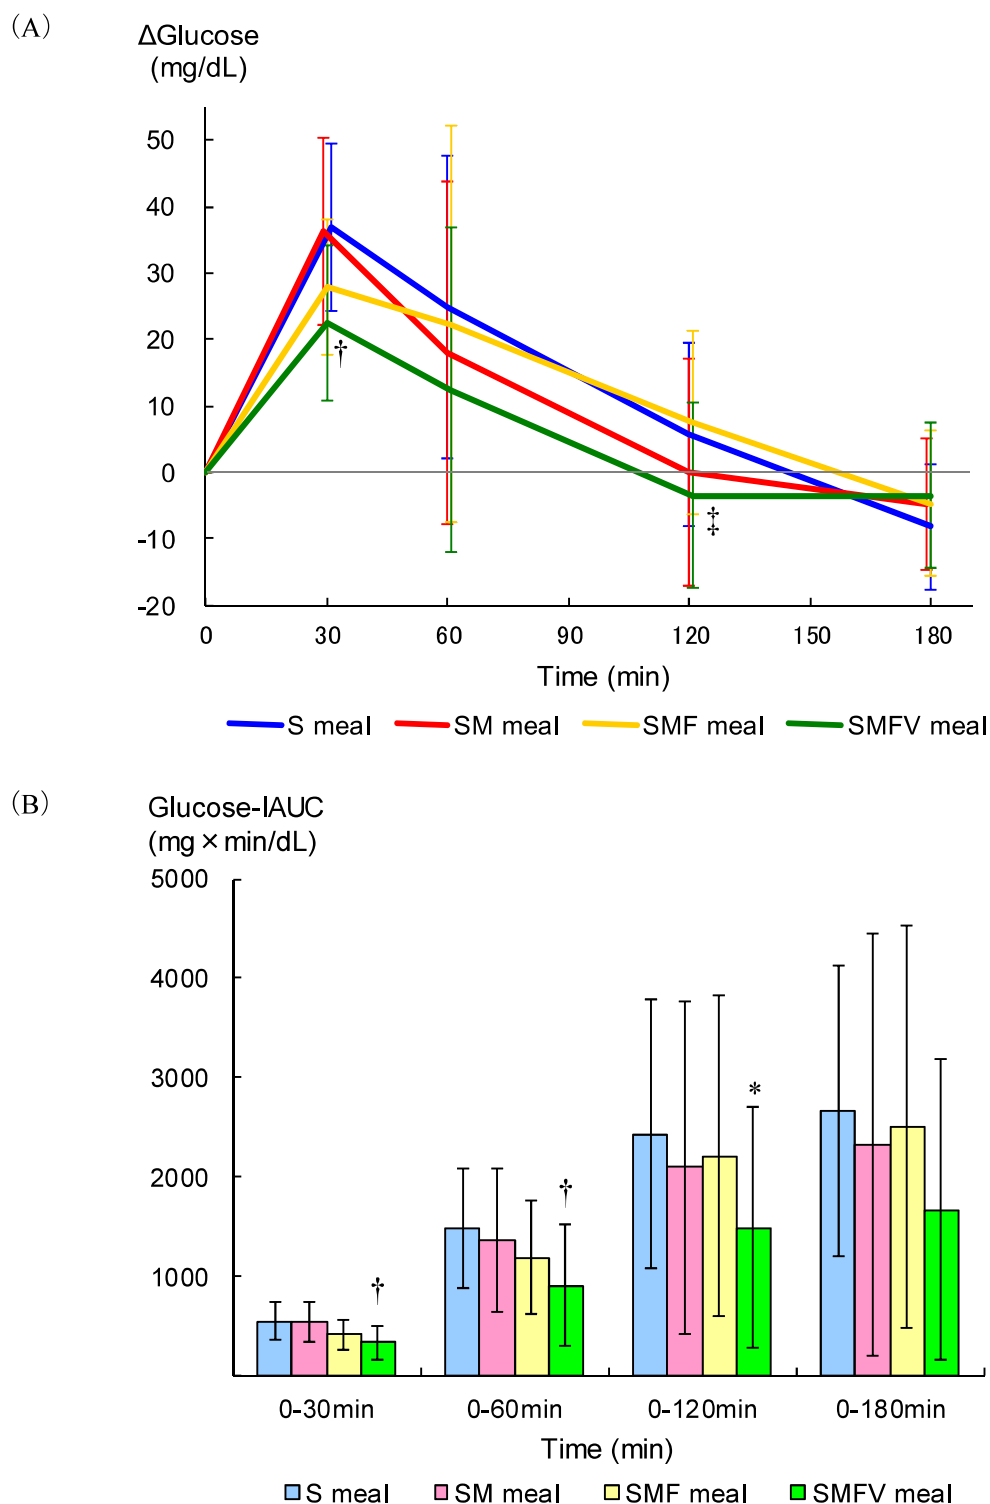 (A)
ΔGlucose
(mg/dL)
50
40
30
20
10
0
-10
-20
†
‡
0 30 60 90 120 150 180
Time (min)
S meal SM meal SMF meal SMFV meal
(B)
Glucose-IAUC
(mg×min/dL)
5000
4000
3000
2000
1000
†
†
*
0-30min 0-60min 0-120min 0-180min
Time (min)
S meal SM meal SMF meal SMFV meal